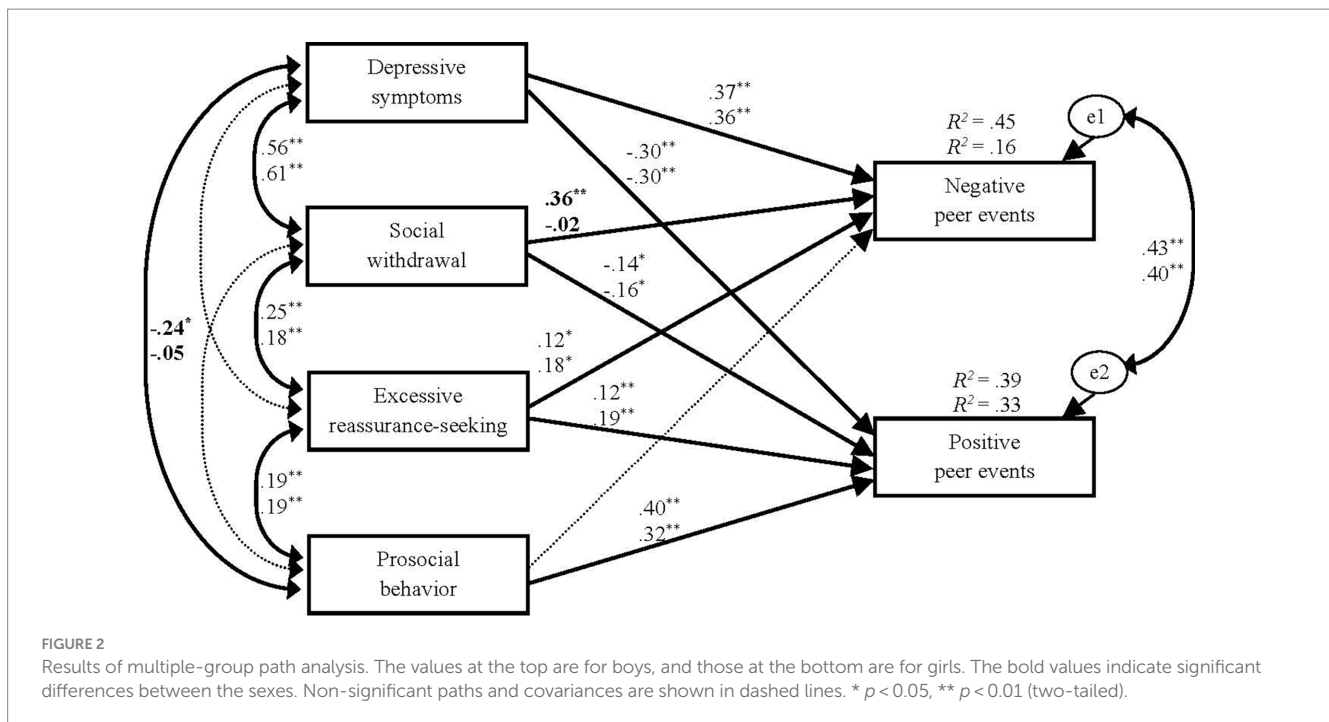 Depressive
symptoms
.37**
.36**
R² = .45
R² = .16
e1
.56**
.61**
-.30**
-.30**
Negative
peer events
Social
withdrawal
.36**
-.02
.43**
.40**
-.14*
-.16*
.25**
.18**
-.24*
-.05
.12*
.18*
Excessive
reassurance-seeking
.12**
.19**
R² = .39
R² = .33
e2
Positive
peer events
.19**
.19**
.40**
.32**
Prosocial
behavior
FIGURE 2
Results of multiple-group path analysis. The values at the top are for boys, and those at the bottom are for girls. The bold values indicate significant
differences between the sexes. Non-significant paths and covariances are shown in dashed lines. * p < 0.05, ** p < 0.01 (two-tailed).